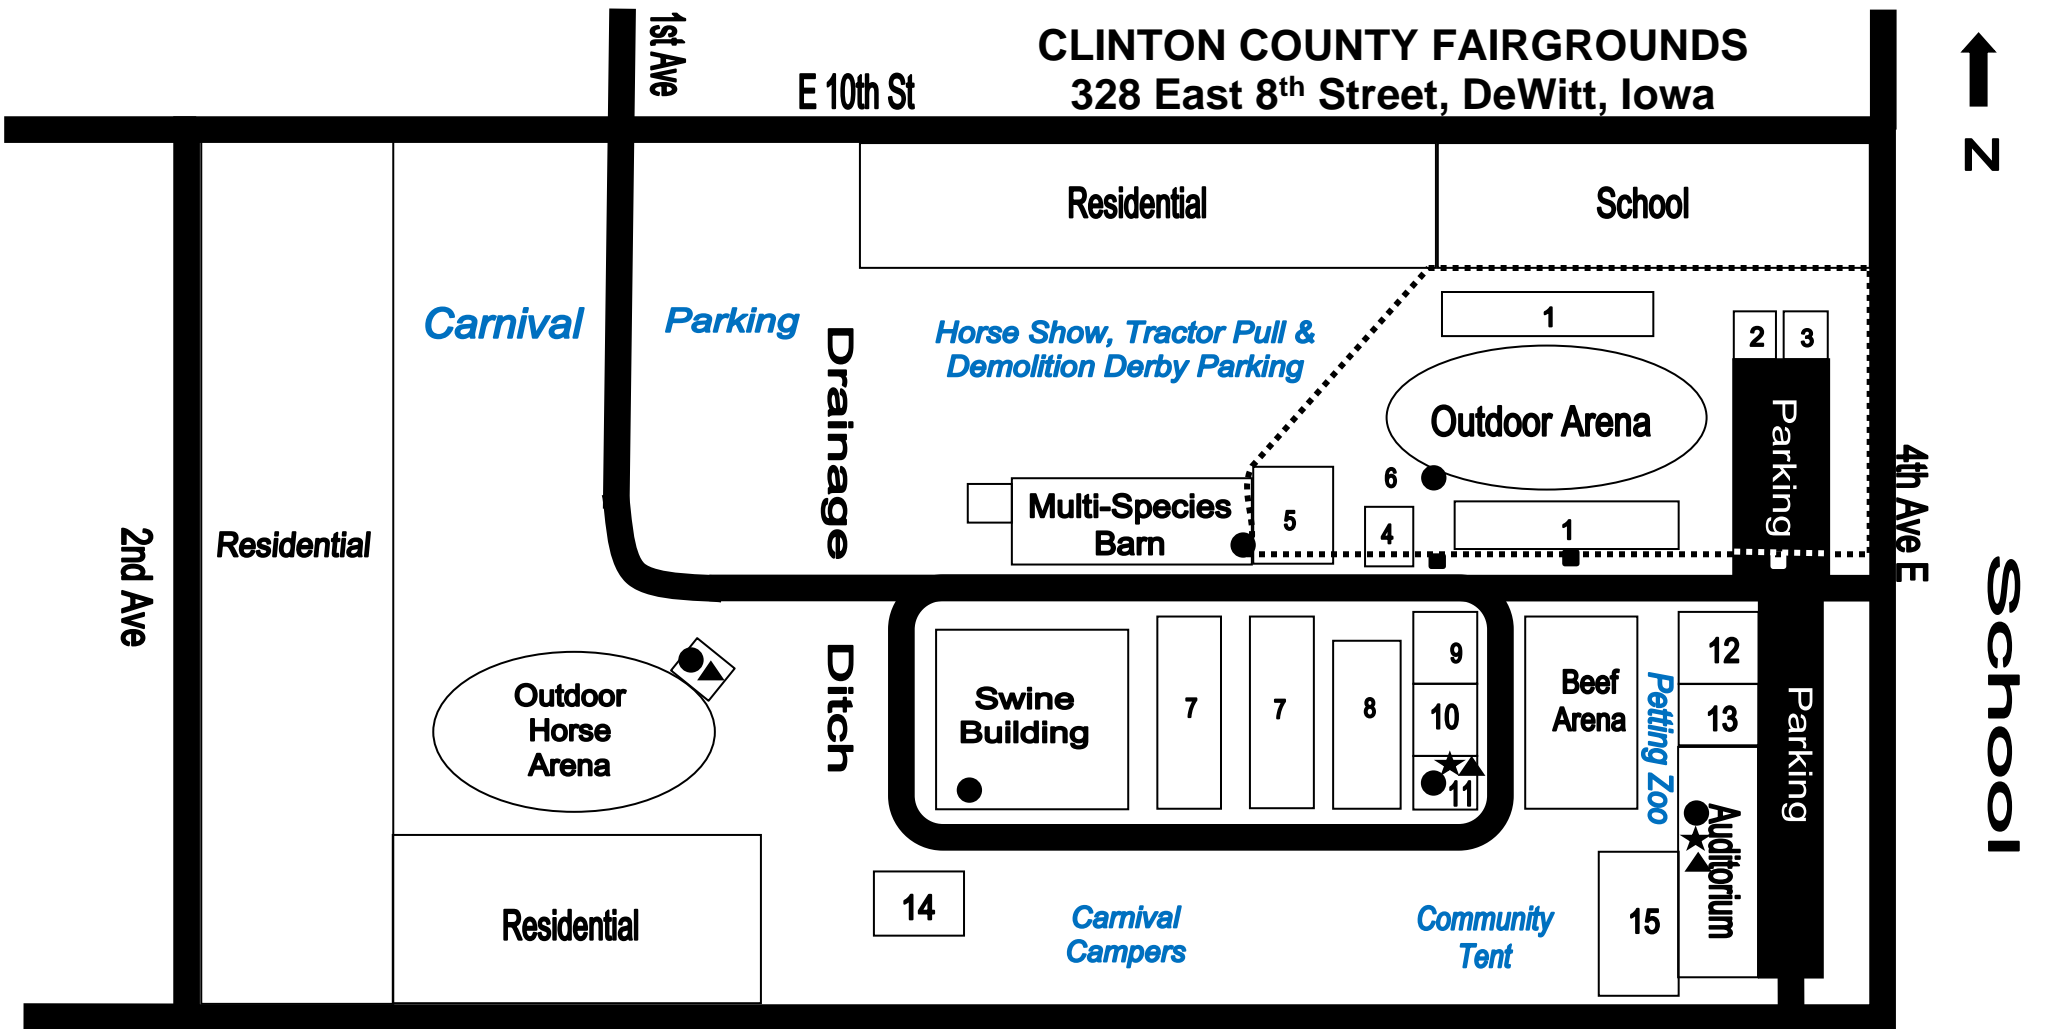 CLINTON COUNTY FAIRGROUNDS
328 East 8th Street, DeWitt, Iowa
1st Ave
E 10th St
N
Residential
School
Carnival
Parking
Horse Show, Tractor Pull &
Demolition Derby Parking
1
2
3
Outdoor Arena
Parking
Drainage
4th Ave E
6
Multi-Species
Barn
5
4
1
2nd Ave
Residential
School
Outdoor
Horse
Arena
Ditch
Swine
Building
7
7
8
9
10
11
Beef
Arena
Petting Zoo
12
13
Parking
Auditorium
Residential
14
Carnival
Campers
Community
Tent
15